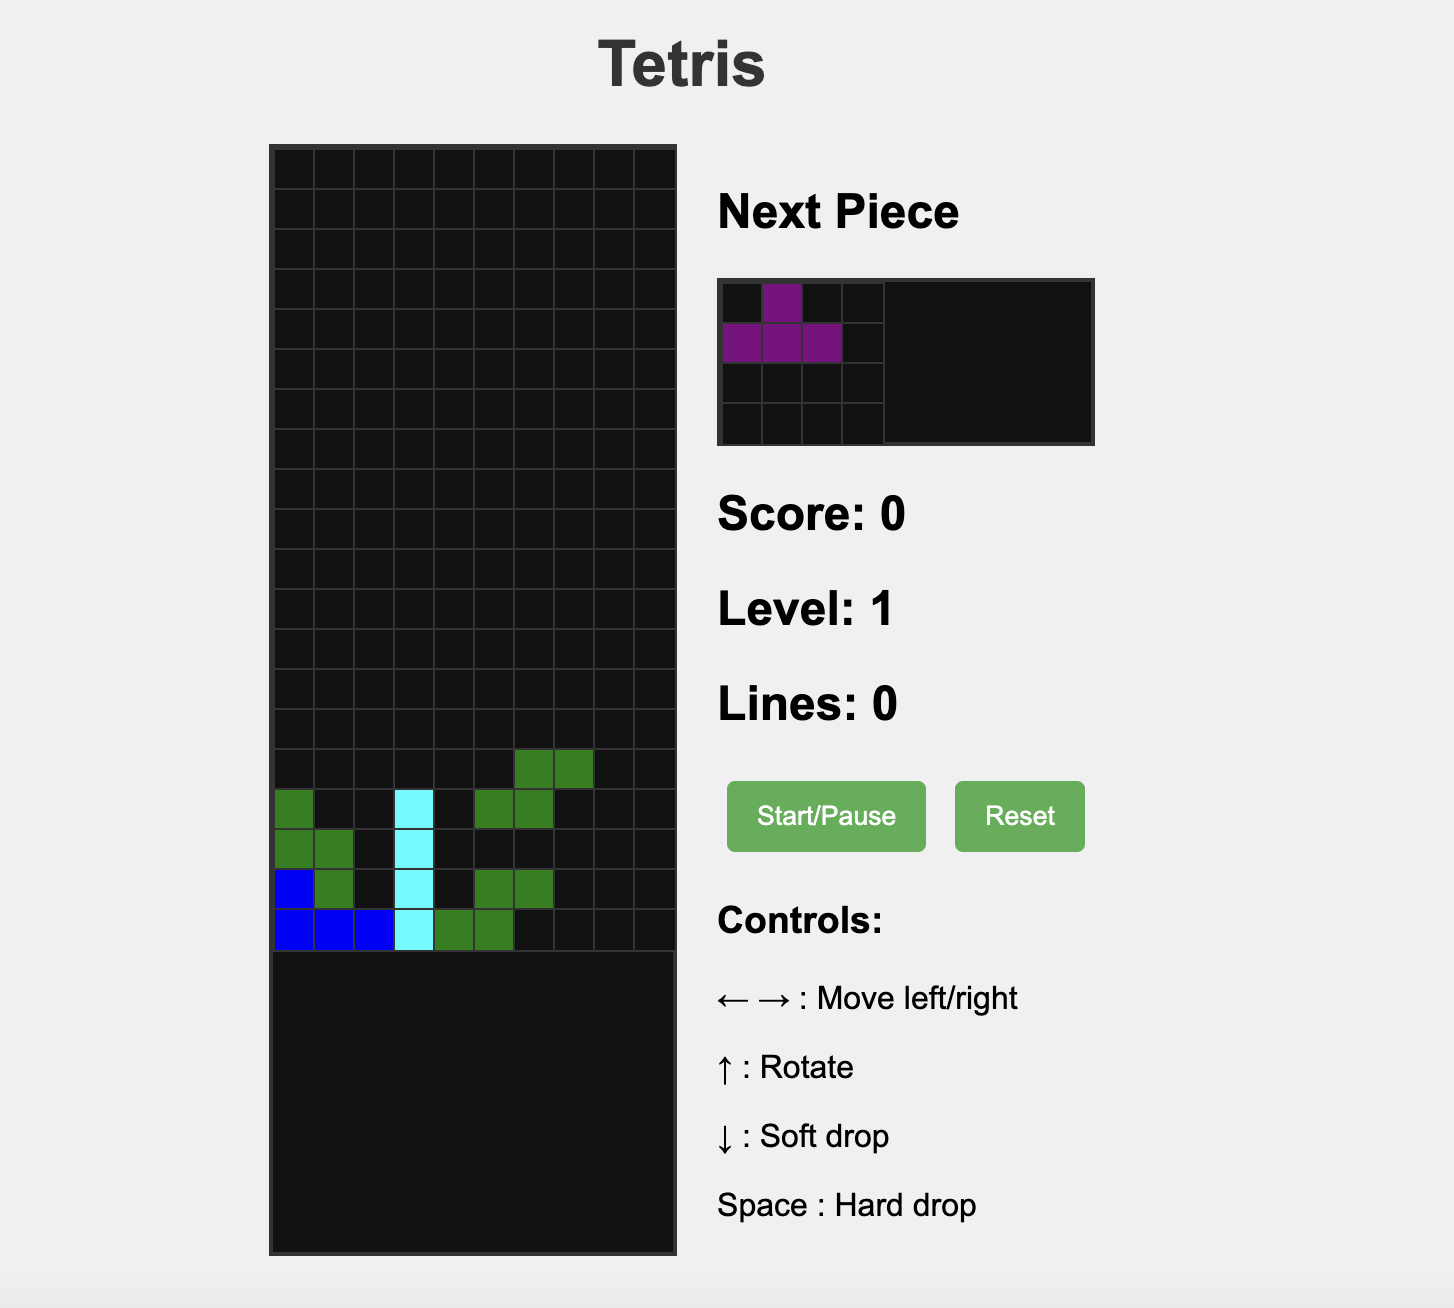 Tetris
Next Piece
Score: 0
Level: 1
Lines: 0
Start/Pause
Reset
Controls:
← → : Move left/right
↑ : Rotate
↓ : Soft drop
Space : Hard drop